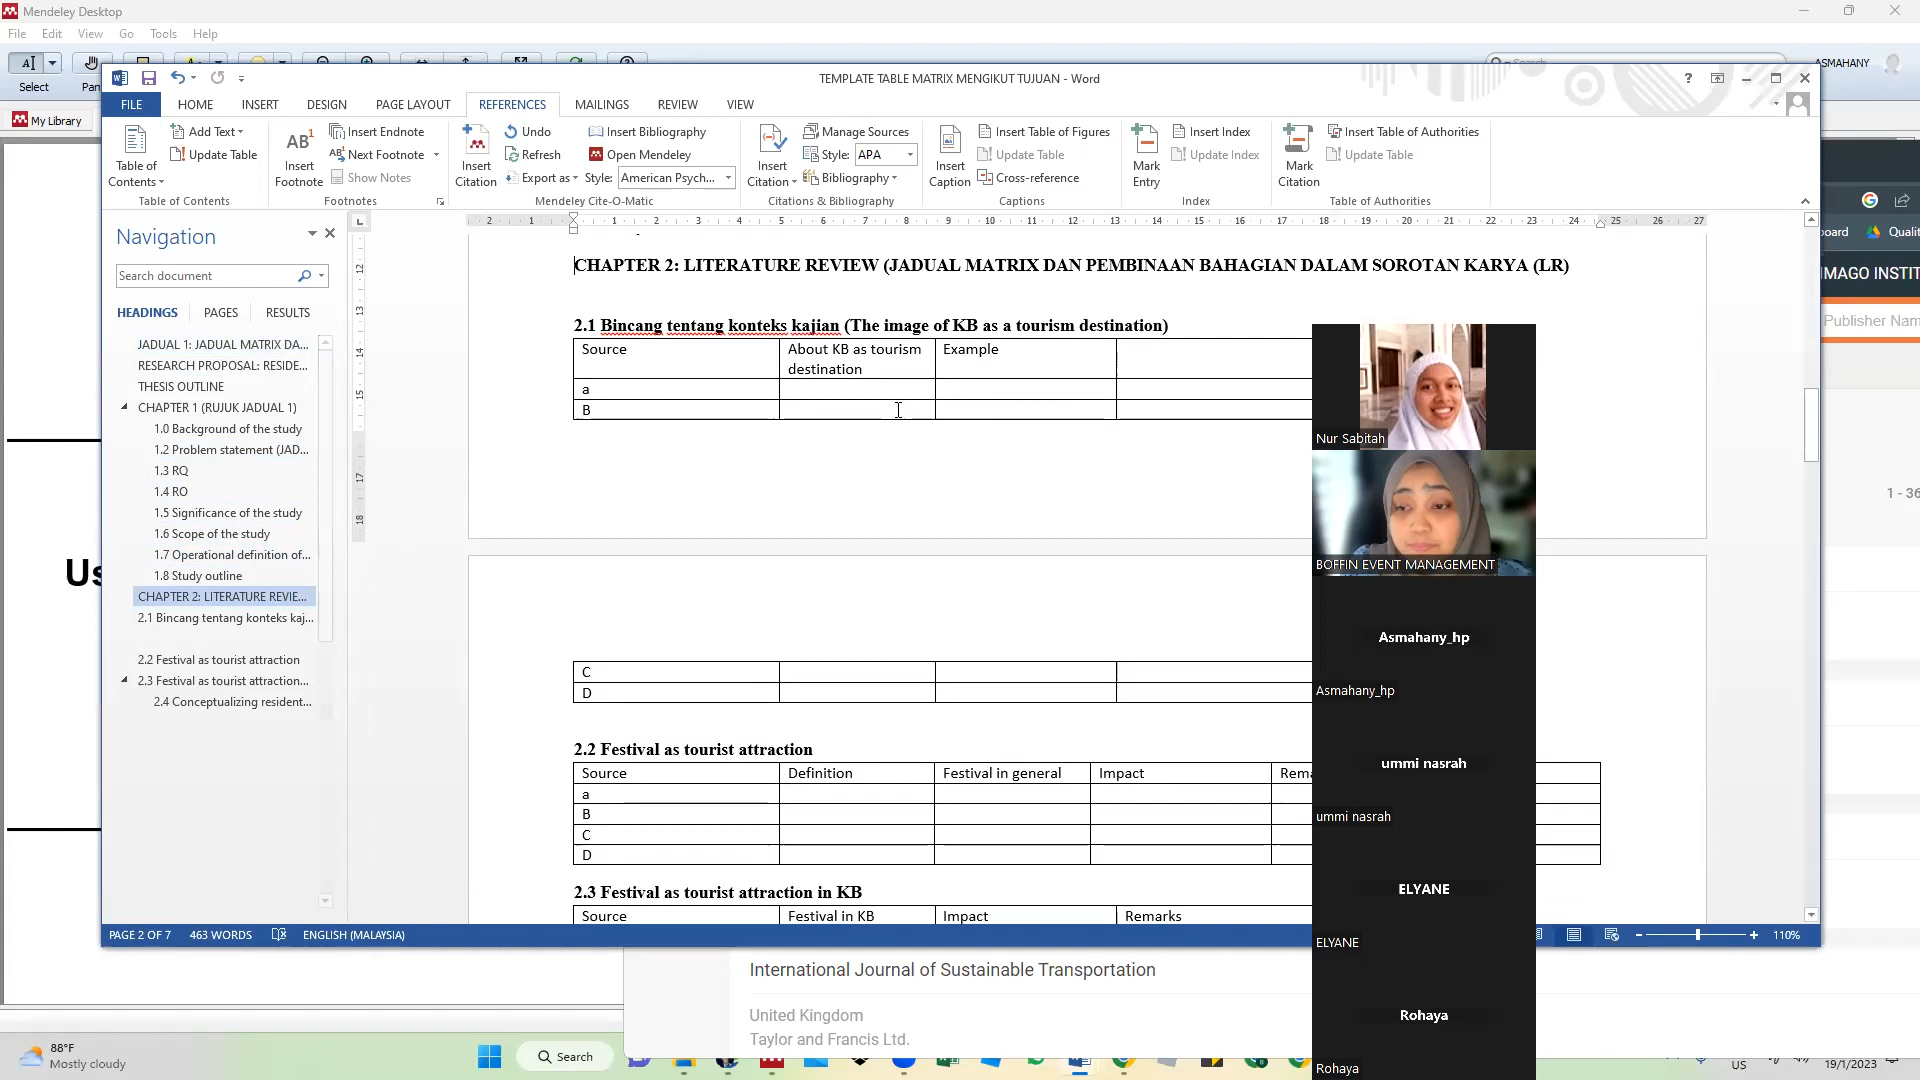 Mendeley Desktop
File Edit View Go Tools Help
Select
ASMAHANY
My Library
TEMPLATE TABLE MATRIX MENGIKUT TUJUAN - Word
FILE HOME INSERT DESIGN PAGE LAYOUT REFERENCES MAILINGS REVIEW VIEW
Table of Contents
Add Text
Update Table
Table of Contents
Insert Footnote
Insert Endnote
Next Footnote
Show Notes
Footnotes
Insert Citation
Undo
Refresh
Export as
Insert Bibliography
Open Mendeley
Style: American Psych...
Mendeley Cite-O-Matic
Insert Citation
Manage Sources
Style: APA
Bibliography
Citations & Bibliography
Insert Caption
Insert Table of Figures
Update Table
Cross-reference
Captions
Mark Entry
Insert Index
Update Index
Index
Mark Citation
Insert Table of Authorities
Update Table
Table of Authorities
Navigation
Search document
HEADINGS PAGES RESULTS
JADUAL 1: JADUAL MATRIX DA...
RESEARCH PROPOSAL: RESIDE...
THESIS OUTLINE
CHAPTER 1 (RUJUK JADUAL 1)
1.0 Background of the study
1.2 Problem statement (JAD...
1.3 RQ
1.4 RO
1.5 Significance of the study
1.6 Scope of the study
1.7 Operational definition of...
1.8 Study outline
CHAPTER 2: LITERATURE REVIE...
2.1 Bincang tentang konteks kaj...
2.2 Festival as tourist attraction
2.3 Festival as tourist attraction...
2.4 Conceptualizing resident...
CHAPTER 2: LITERATURE REVIEW (JADUAL MATRIX DAN PEMBINAAN BAHAGIAN DALAM SOROTAN KARYA (LR)
2.1 Bincang tentang konteks kajian (The image of KB as a tourism destination)
Source About KB as tourism destination Example
a
B
C
D
2.2 Festival as tourist attraction
Source Definition Festival in general Impact Rema
a
B
C
D
2.3 Festival as tourist attraction in KB
Source Festival in KB Impact Remarks
Nur Sabitah
BOFFIN EVENT MANAGEMENT
Asmahany_hp
Asmahany_hp
ummi nasrah
ummi nasrah
ELYANE
ELYANE
Rohaya
Rohaya
IMAGO INSTIT
Publisher Nam
1 - 36
PAGE 2 OF 7 463 WORDS ENGLISH (MALAYSIA) 110%
International Journal of Sustainable Transportation
United Kingdom
Taylor and Francis Ltd.
88°F
Mostly cloudy
Search
US
19/1/2023